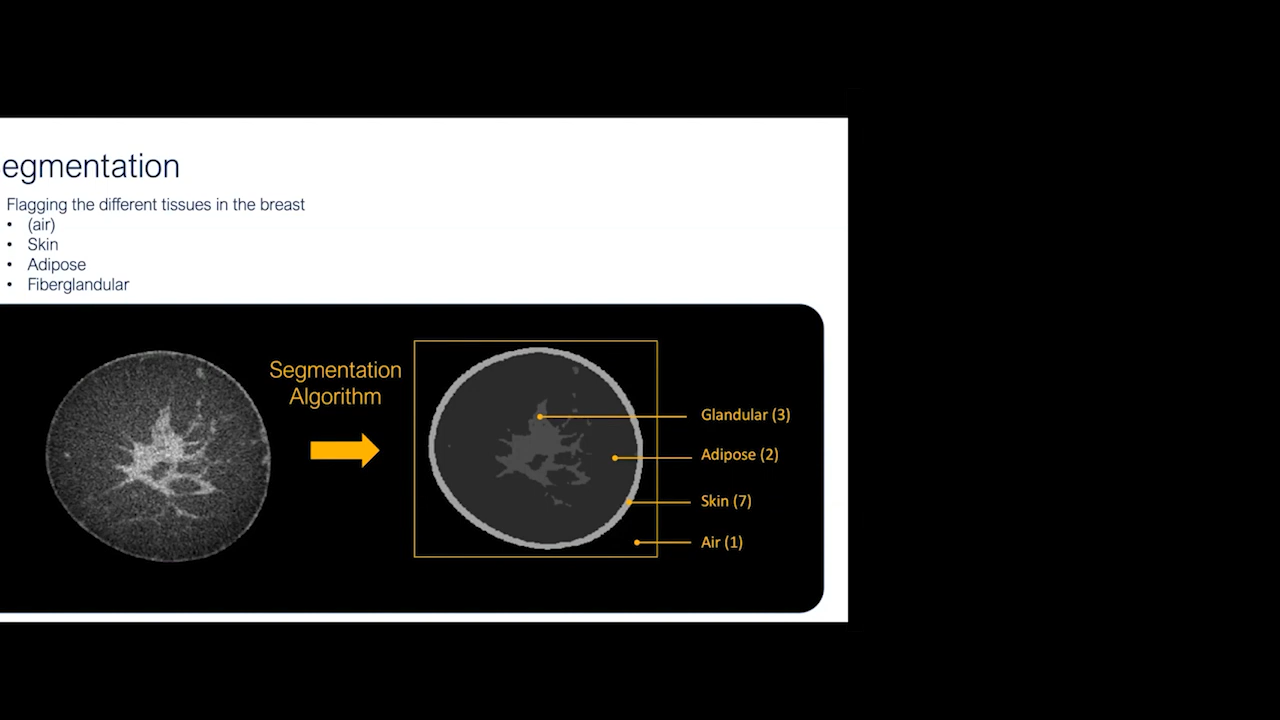 egmentation
Flagging the different tissues in the breast
• (air)
• Skin
• Adipose
• Fiberglandular
Segmentation
Algorithm
Glandular (3)
Adipose (2)
Skin (7)
Air (1)